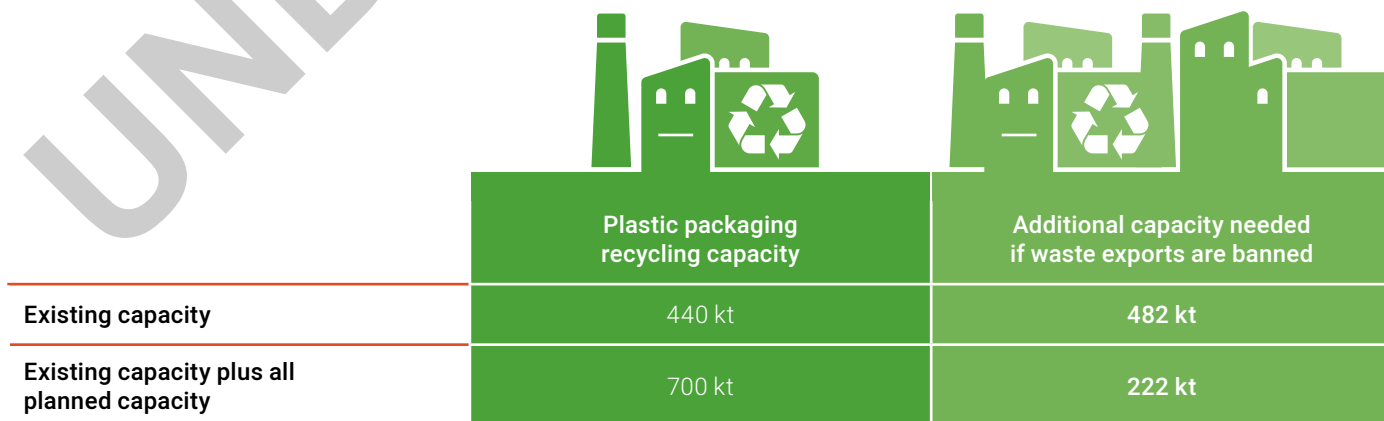 UNE
Plastic packaging
recycling capacity
Additional capacity needed
if waste exports are banned
Existing capacity
440 kt
482 kt
Existing capacity plus all
planned capacity
700 kt
222 kt